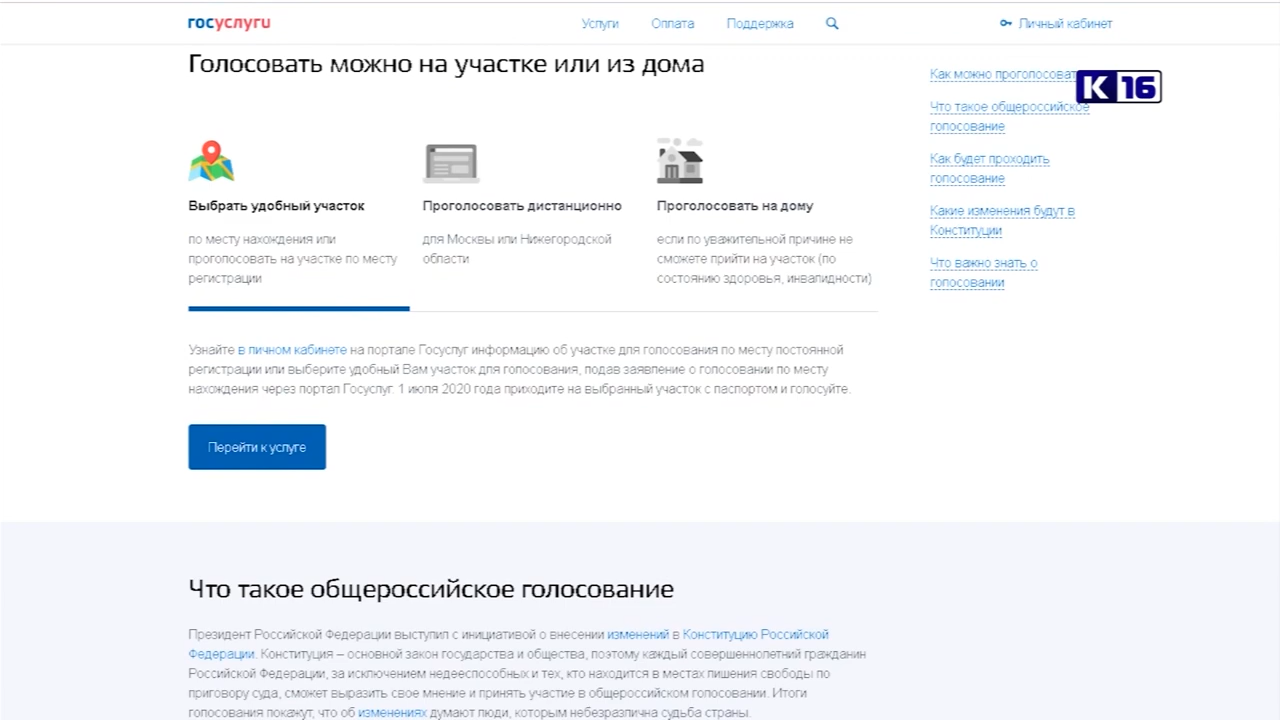 госуслуги Услуги Оплата Поддержка Личный кабинет
Голосовать можно на участке или из дома
Выбрать удобный участок
по месту нахождения или
проголосовать на участке по месту
регистрации
Проголосовать дистанционно
для Москвы или Нижегородской
области
Проголосовать на дому
если по уважительной причине не
сможете прийти на участок (по
состоянию здоровья, инвалидности)
Узнайте в личном кабинете на портале Госуслуг информацию об участке для голосования по месту постоянной
регистрации или выберите удобный Вам участок для голосования, подав заявление о голосовании по месту
нахождения через портал Госуслуг. 1 июля 2020 года приходите на выбранный участок с паспортом и голосуйте.
Перейти к услуге
Как можно проголосоват
К 16
Что такое общероссийское
голосование
Как будет проходить
голосование
Какие изменения будут в
Конституции
Что важно знать о
голосовании
Что такое общероссийское голосование
Президент Российской Федерации выступил с инициативой о внесении изменений в Конституцию Российской
Федерации. Конституция – основной закон государства и общества, поэтому каждый совершеннолетний гражданин
Российской Федерации, за исключением недееспособных и тех, кто находится в местах лишения свободы по
приговору суда, сможет выразить свое мнение и принять участие в общероссийском голосовании. Итоги
голосования покажут, что об изменениях думают люди, которым небезразлична судьба страны.